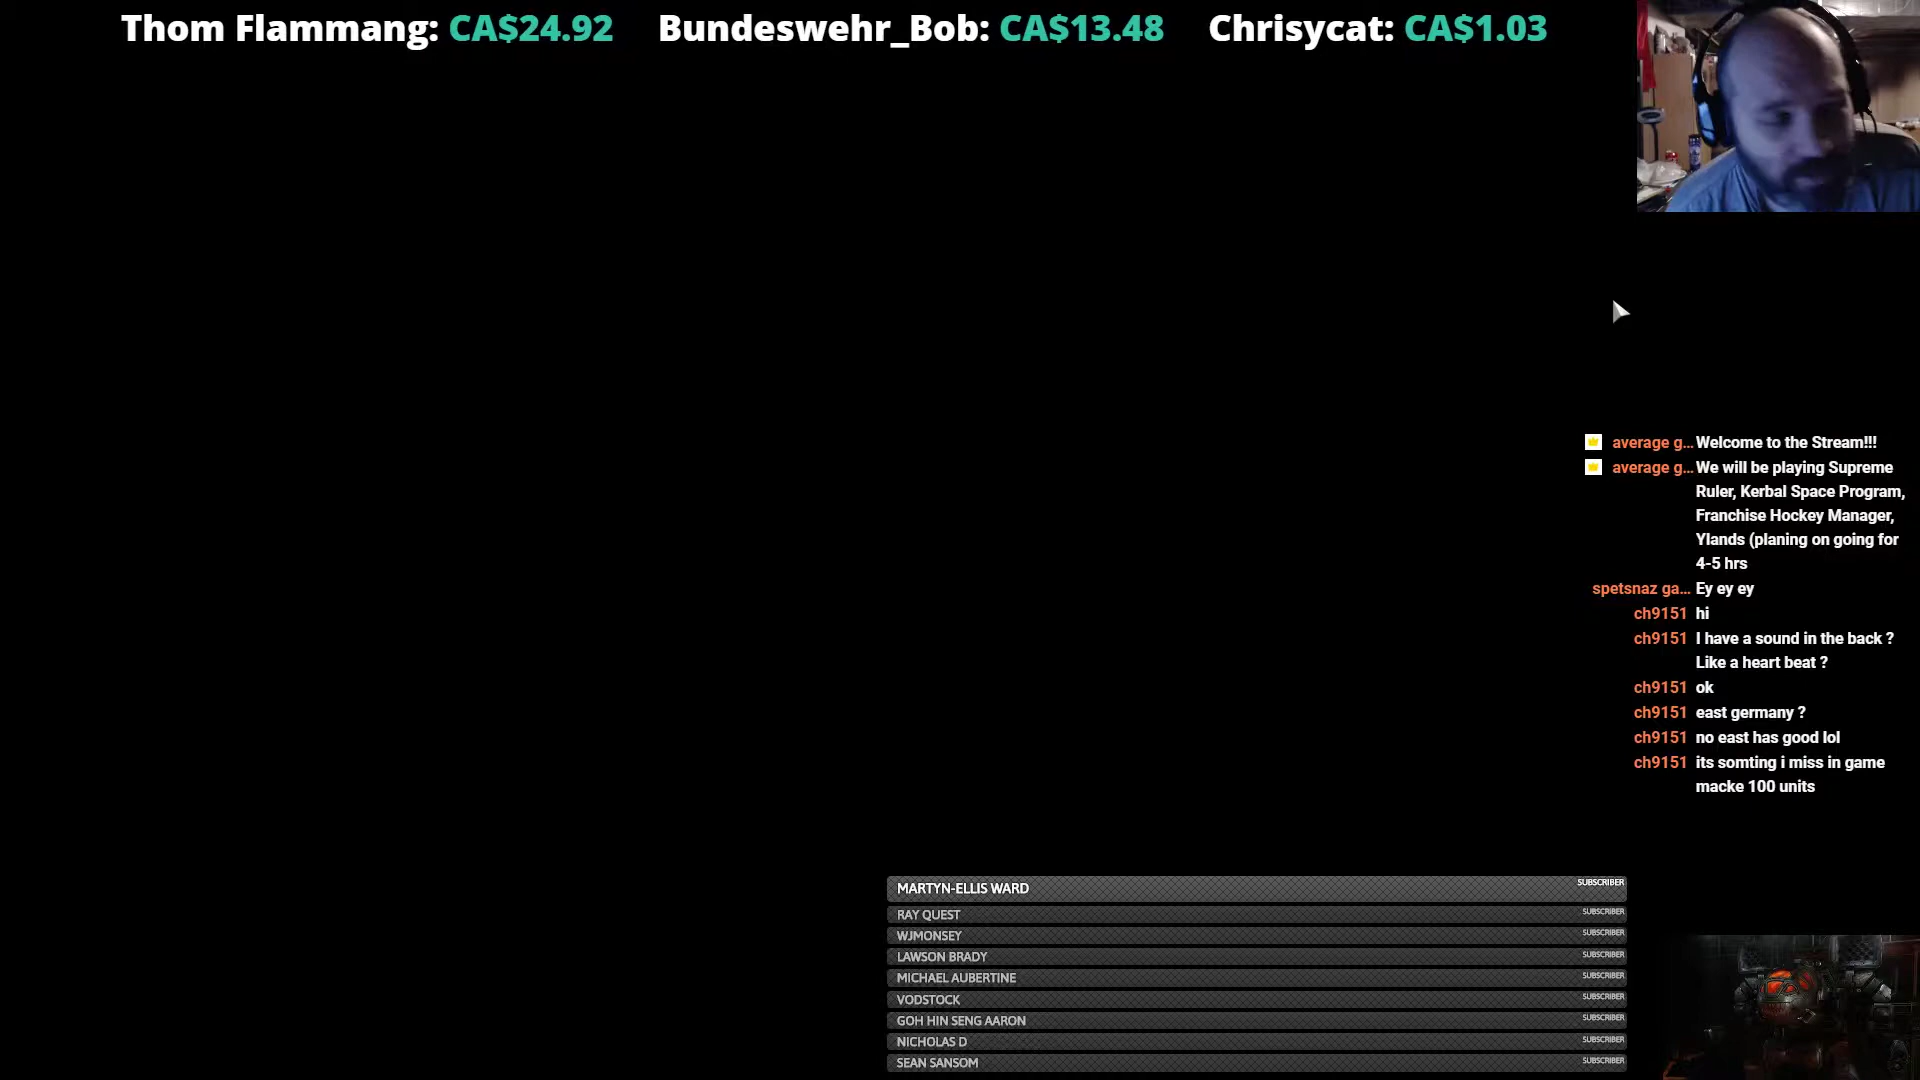 Thom Flammang: CA$24.92 Bundeswehr_Bob: CA$13.48 Chrisycat: CA$1.03
average g... Welcome to the Stream!!!
average g... We will be playing Supreme
Ruler, Kerbal Space Program,
Franchise Hockey Manager,
Ylands (planing on going for
4-5 hrs
spetsnaz ga... Ey ey ey
ch9151 hi
ch9151 I have a sound in the back ?
Like a heart beat ?
ch9151 ok
ch9151 east germany ?
ch9151 no east has good lol
ch9151 its somting i miss in game
macke 100 units
MARTYN-ELLIS WARD SUBSCRIBER
RAY QUEST SUBSCRIBER
WJMONSEY SUBSCRIBER
LAWSON BRADY SUBSCRIBER
MICHAEL AUBERTINE SUBSCRIBER
VODSTOCK SUBSCRIBER
GOH HIN SENG AARON SUBSCRIBER
NICHOLAS D SUBSCRIBER
SEAN SANSOM SUBSCRIBER